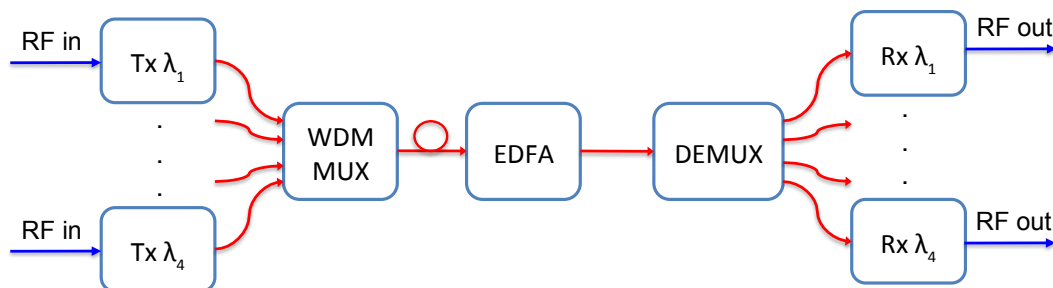 RF in
Tx λ1
.
.
.
RF in
Tx λ4
WDM
MUX
EDFA
DEMUX
Rx λ1
RF out
.
.
.
Rx λ4
RF out